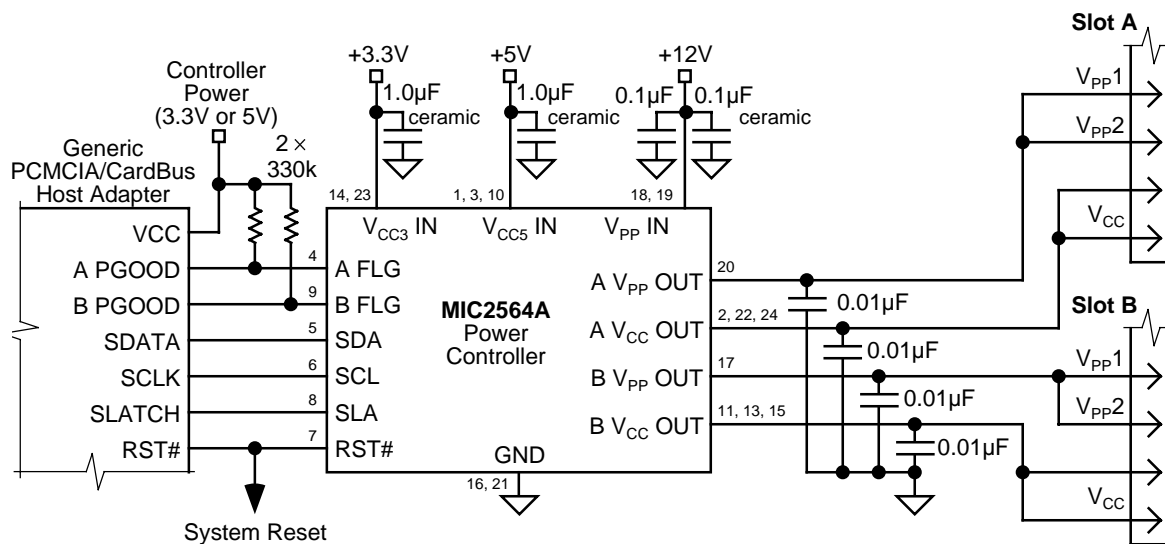 Slot A
+3.3V
+5V
+12V
Controller
Power
(3.3V or 5V)
1.0µF
ceramic
1.0µF
ceramic
0.1µF
0.1µF
ceramic
VPP1
VPP2
VCC
Generic
PCMCIA/CardBus
Host Adapter
2 ×
330k
14, 23
1, 3, 10
18, 19
VCC3 IN
VCC5 IN
VPP IN
VCC
A PGOOD
B PGOOD
SDATA
SCLK
SLATCH
RST#
4
9
5
6
8
7
A FLG
B FLG
SDA
SCL
SLA
RST#
MIC2564A
Power
Controller
GND
16, 21
A VPP OUT
A VCC OUT
B VPP OUT
B VCC OUT
20
2, 22, 24
17
11, 13, 15
0.01µF
0.01µF
0.01µF
0.01µF
Slot B
VPP1
VPP2
VCC
System Reset